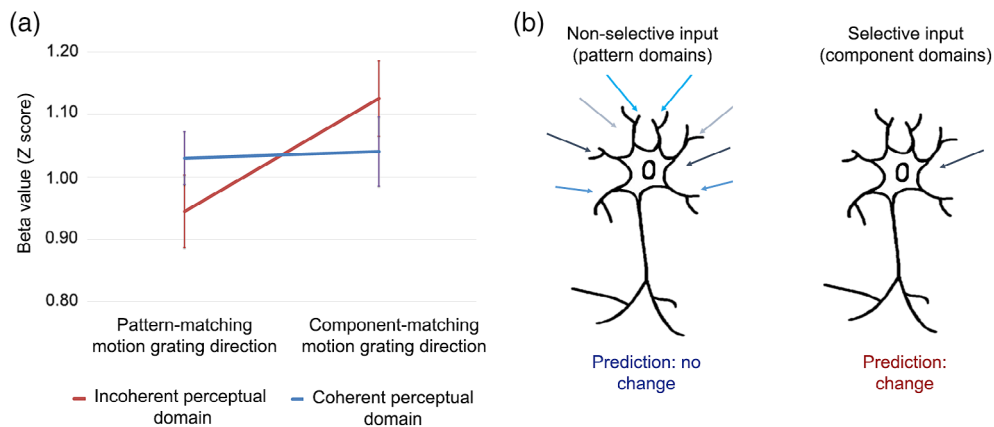 (a)
1.20
1.10
1.00
0.90
0.80
Beta value (Z score)
Pattern-matching
motion grating direction
Component-matching
motion grating direction
Incoherent perceptual
domain
Coherent perceptual
domain
(b)
Non-selective input
(pattern domains)
Selective input
(component domains)
Prediction: no
change
Prediction:
change